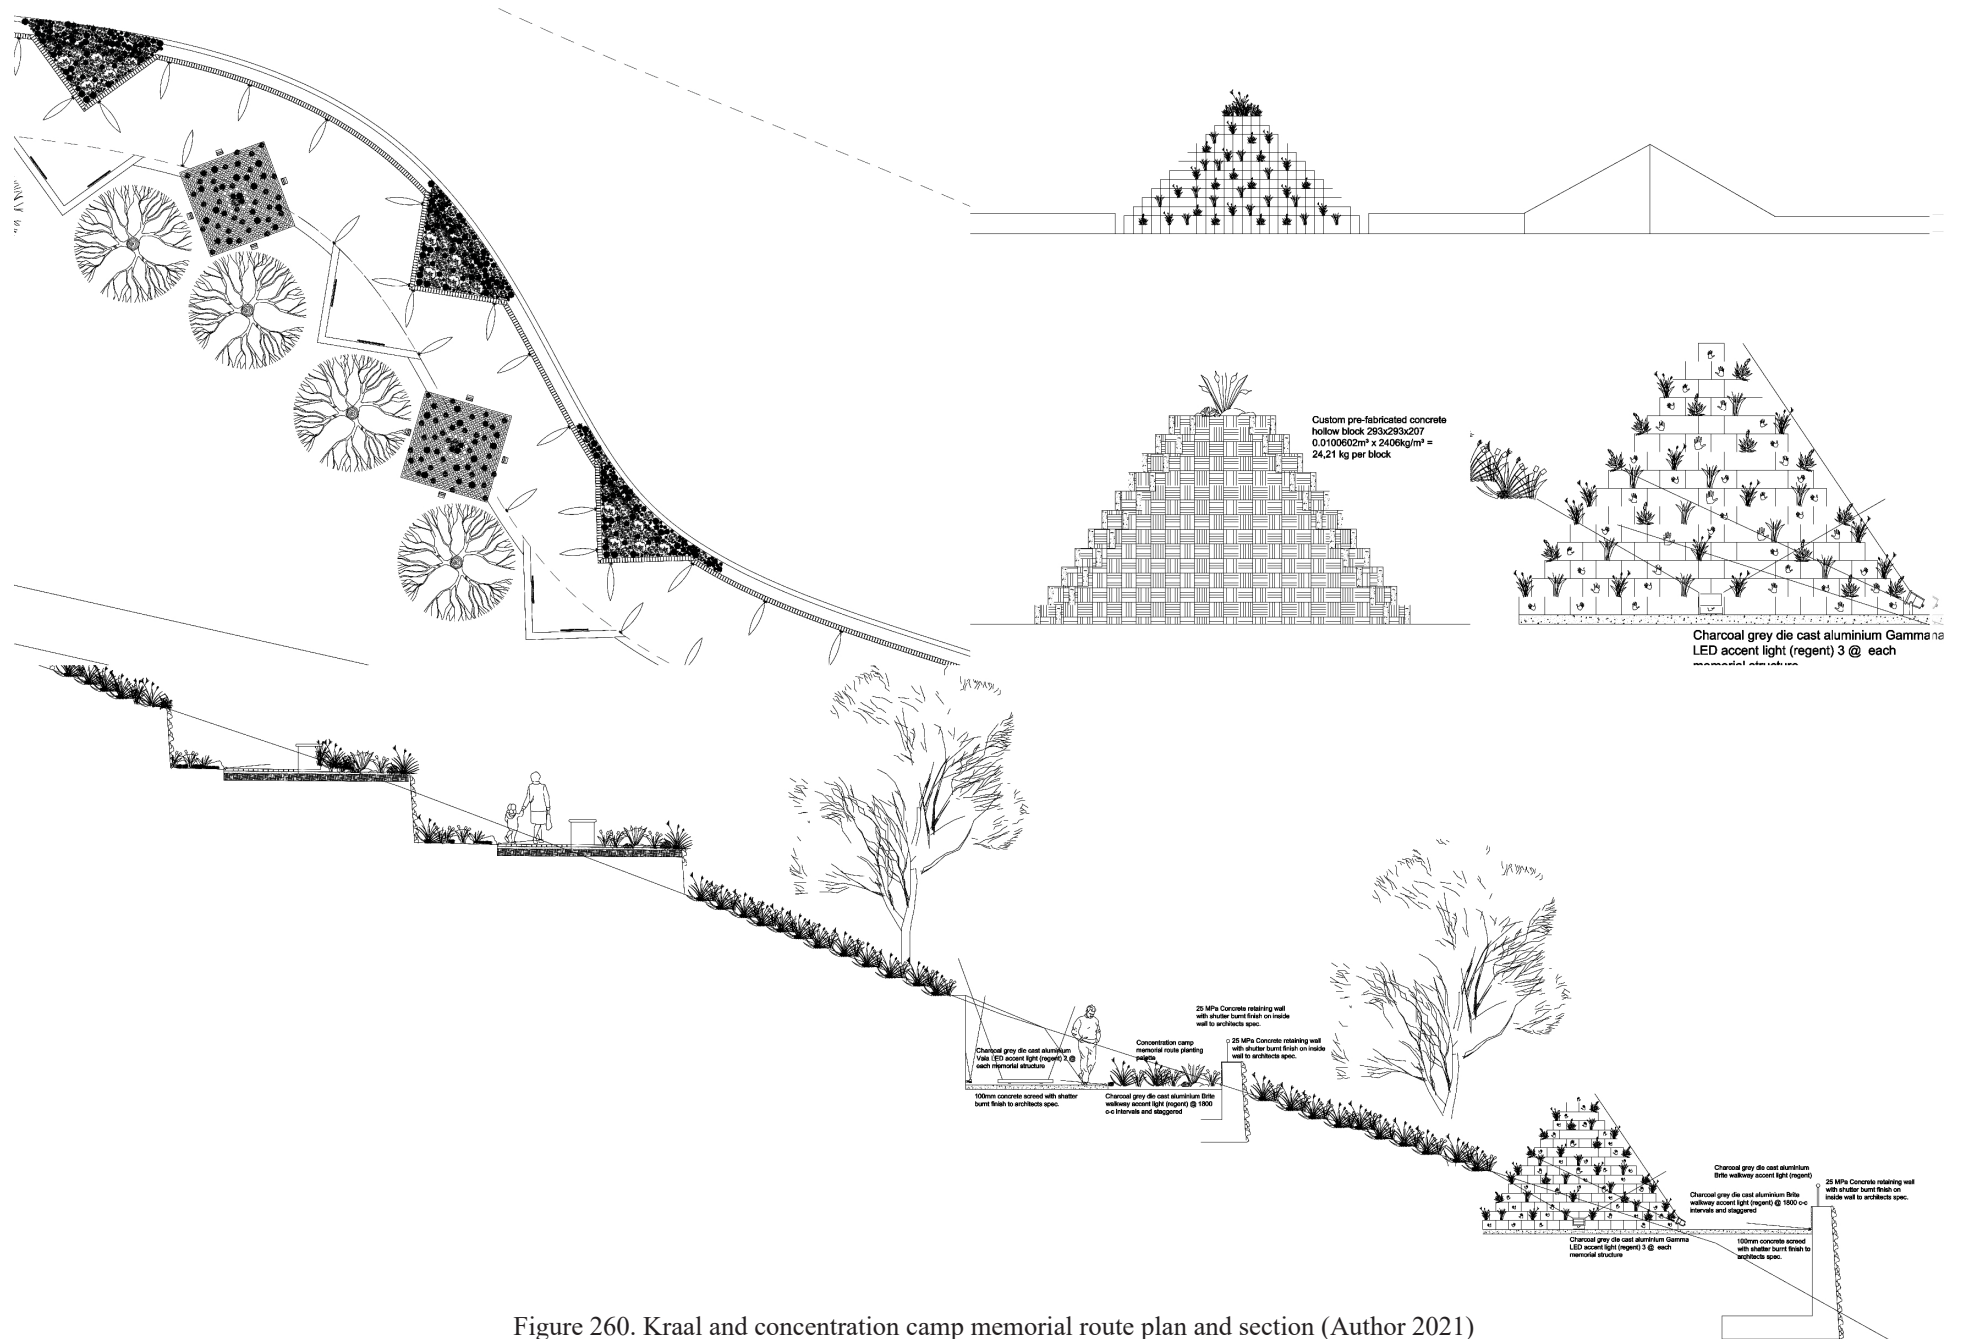 Custom pre-fabricated concrete
hollow block 293x293x207
0.0100602m³ x 2406kg/m³ =
24,21 kg per block
Charcoal grey die cast aluminium Gamma
LED accent light (regent) 3 @ each
memorial structure
25 MPa Concrete retaining wall
with shutter burnt finish on inside
wall to architects spec.
Charcoal grey die cast aluminium
Vala LED accent light (regent) 2 @
each memorial structure
Concentration camp
memorial route planting
palette
25 MPa Concrete retaining wall
with shutter burnt finish on inside
wall to architects spec.
100mm concrete screed with shatter
burnt finish to architects spec.
Charcoal grey die cast aluminium Brite
walkway accent light (regent) @ 1800
c-c intervals and staggered
Charcoal grey die cast aluminium
Brite walkway accent light (regent)
25 MPa Concrete retaining wall
with shutter burnt finish on
inside wall to architects spec.
Charcoal grey die cast aluminium Brite
walkway accent light (regent) @ 1800 c-c
intervals and staggered
Charcoal grey die cast aluminium Gamma
LED accent light (regent) 3 @ each
memorial structure
100mm concrete screed
with shatter burnt finish to
architects spec.
Figure 260. Kraal and concentration camp memorial route plan and section (Author 2021)